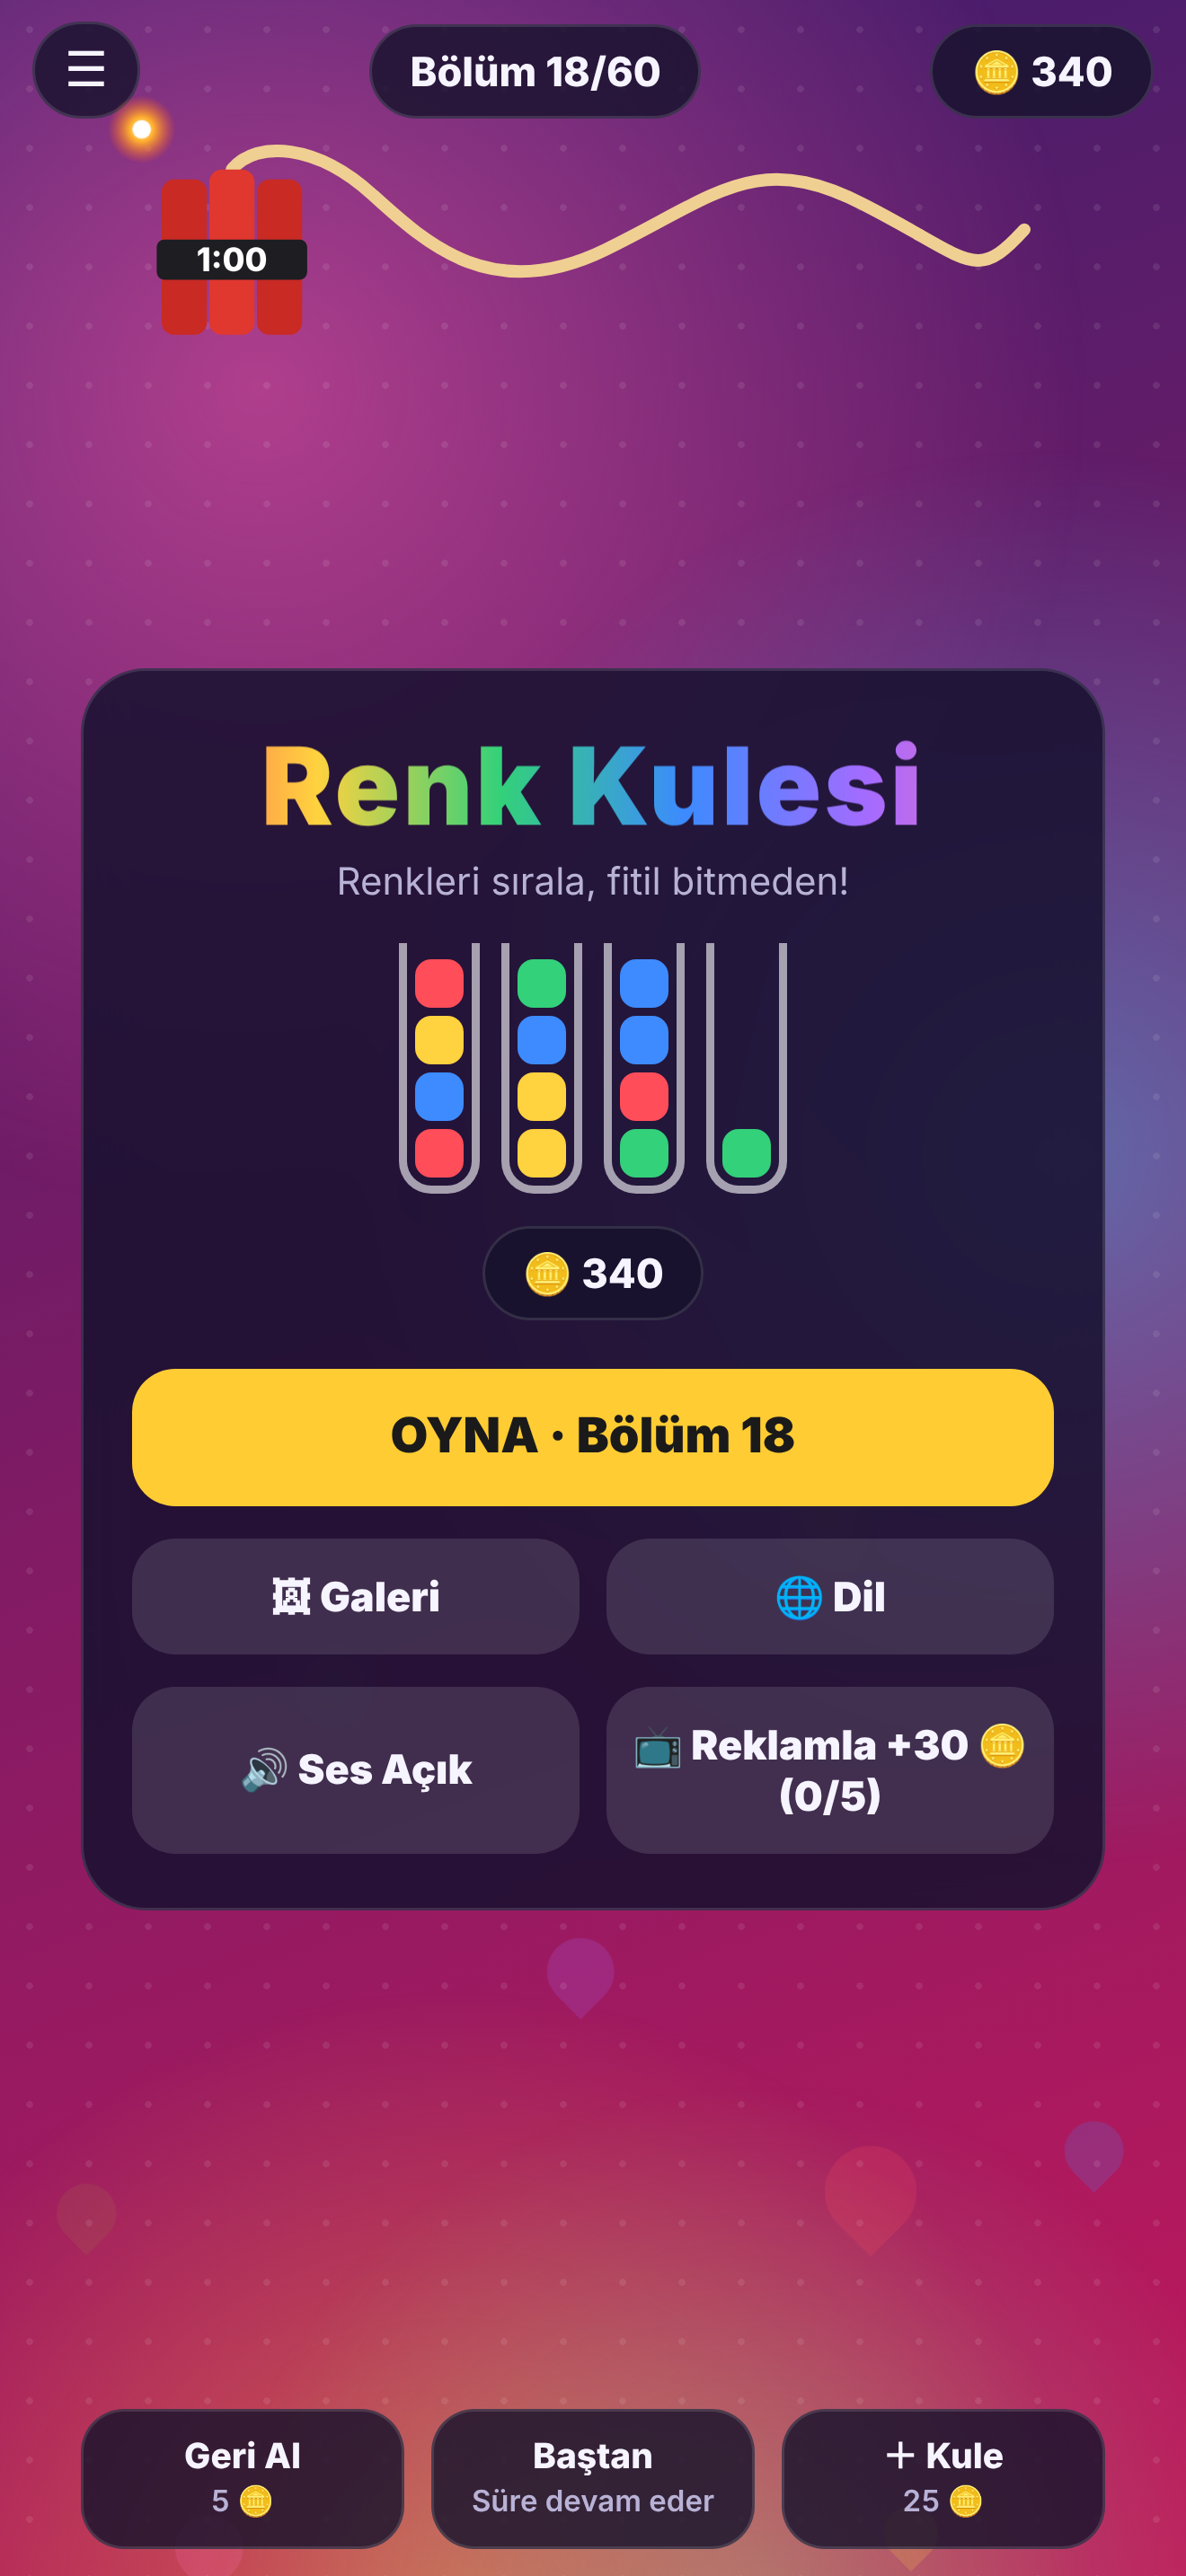 ☰
Bölüm 18/60
🪙 340
1:00
Renk Kulesi
Renkleri sırala, fitil bitmeden!
🪙 340
OYNA · Bölüm 18
🖼 Galeri
🌐 Dil
🔊 Ses Açık
📺 Reklamla +30 🪙
(0/5)
Geri Al
5 🪙
Baştan
Süre devam eder
+ Kule
25 🪙